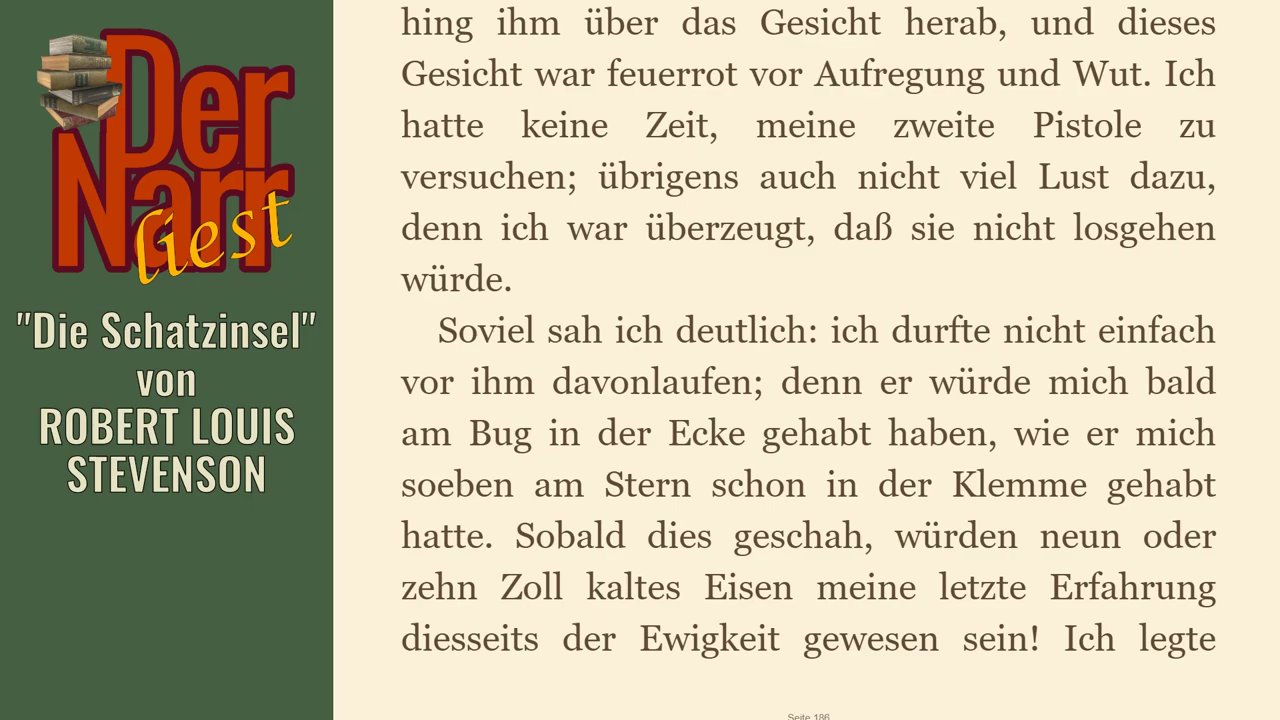 Der
Narr
liest
"Die Schatzinsel"
von
ROBERT LOUIS
STEVENSON
hing ihm über das Gesicht herab, und dieses
Gesicht war feuerrot vor Aufregung und Wut. Ich
hatte keine Zeit, meine zweite Pistole zu
versuchen; übrigens auch nicht viel Lust dazu,
denn ich war überzeugt, daß sie nicht losgehen
würde.
Soviel sah ich deutlich: ich durfte nicht einfach
vor ihm davonlaufen; denn er würde mich bald
am Bug in der Ecke gehabt haben, wie er mich
soeben am Stern schon in der Klemme gehabt
hatte. Sobald dies geschah, würden neun oder
zehn Zoll kaltes Eisen meine letzte Erfahrung
diesseits der Ewigkeit gewesen sein! Ich legte
Seite 186